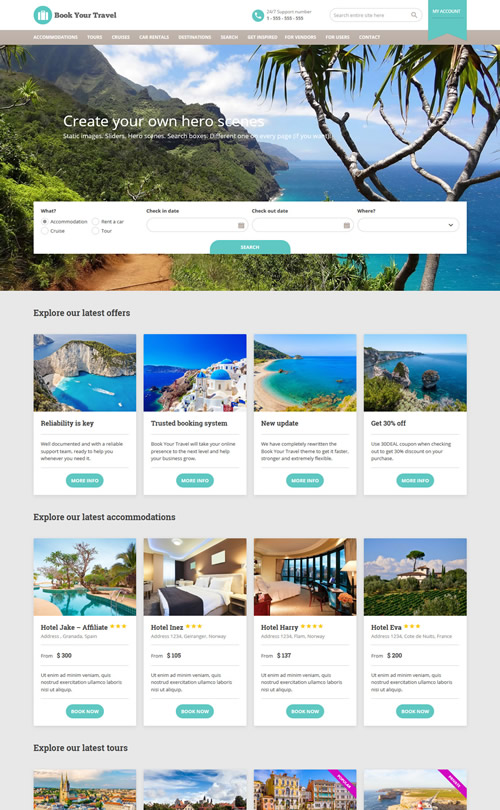 Book Your Travel
24/7 Support number
1 - 555 - 555 - 555
Search entire site here
MY ACCOUNT
ACCOMMODATIONS TOURS CRUISES CAR RENTALS DESTINATIONS SEARCH GET INSPIRED FOR VENDORS FOR USERS CONTACT
Create your own hero scenes
Static images. Sliders. Hero scenes. Search boxes. Different one on every page (if you want).
What? Check in date Check out date Where?
Accommodation Rent a car
Cruise Tour
SEARCH
Explore our latest offers
Reliability is key
Well documented and with a reliable
support team, ready to help you
whenever you need it.
MORE INFO
Trusted booking system
Book Your Travel will take your online
presence to the next level and help
your business grow.
MORE INFO
New update
We have completely rewritten the
Book Your Travel theme to get it faster,
stronger and extremely flexible.
MORE INFO
Get 30% off
Use 30DEAL coupon when checking
out to get 30% discount on your
purchase.
MORE INFO
Explore our latest accommodations
Hotel Jake – Affiliate
Address , Granada, Spain
From $ 300
Ut enim ad minim veniam, quis
nostrud exercitation ullamco laboris
nisi ut aliquip.
BOOK NOW
Hotel Inez
Address 1234, Geiranger, Norway
From $ 105
Ut enim ad minim veniam, quis
nostrud exercitation ullamco laboris
nisi ut aliquip.
BOOK NOW
Hotel Harry
Address 1234, Flam, Norway
From $ 137
Ut enim ad minim veniam, quis
nostrud exercitation ullamco laboris
nisi ut aliquip.
BOOK NOW
Hotel Eva
Address 1234, Cote de Nuits, France
From $ 200
Ut enim ad minim veniam, quis
nostrud exercitation ullamco laboris
nisi ut aliquip.
BOOK NOW
Explore our latest tours
POPULAR